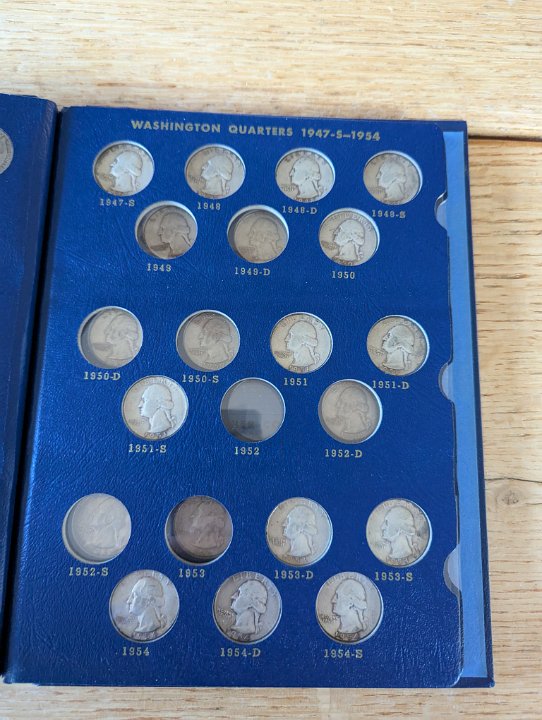 WASHINGTON QUARTERS 1947-S–1954
1947-S 1948 1948-D 1948-S
1949 1949-D 1950
1950-D 1950-S 1951 1951-D
1951-S 1952 1952-D
1952-S 1953 1953-D 1953-S
1954 1954-D 1954-S